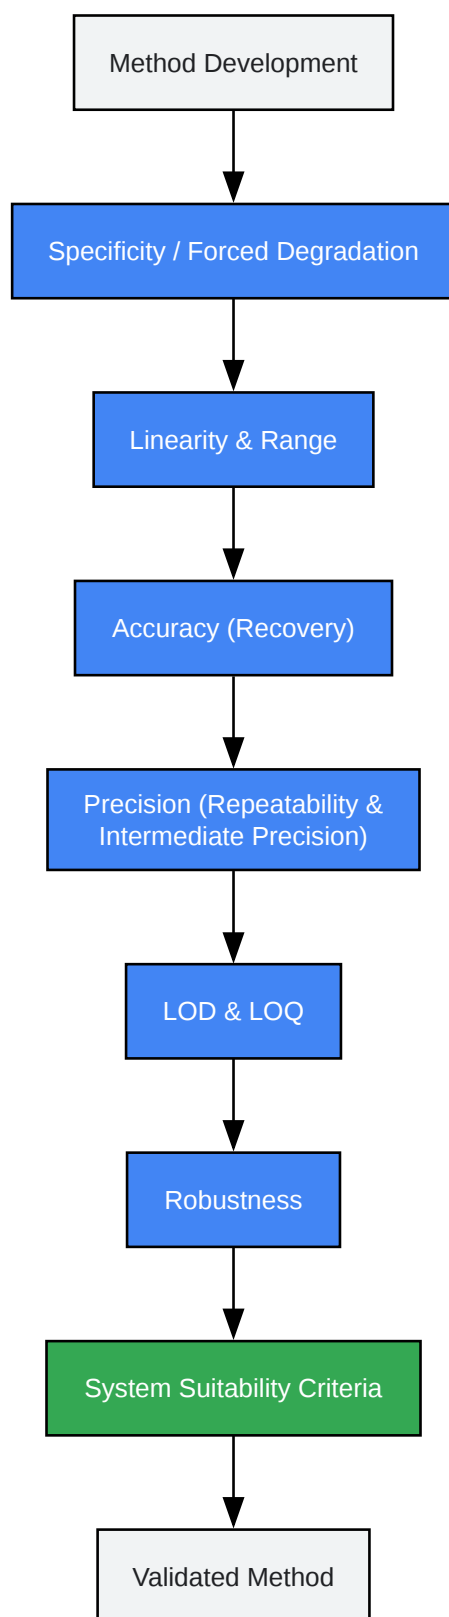 Method Development
Specificity / Forced Degradation
Linearity & Range
Accuracy (Recovery)
Precision (Repeatability &
Intermediate Precision)
LOD & LOQ
Robustness
System Suitability Criteria
Validated Method